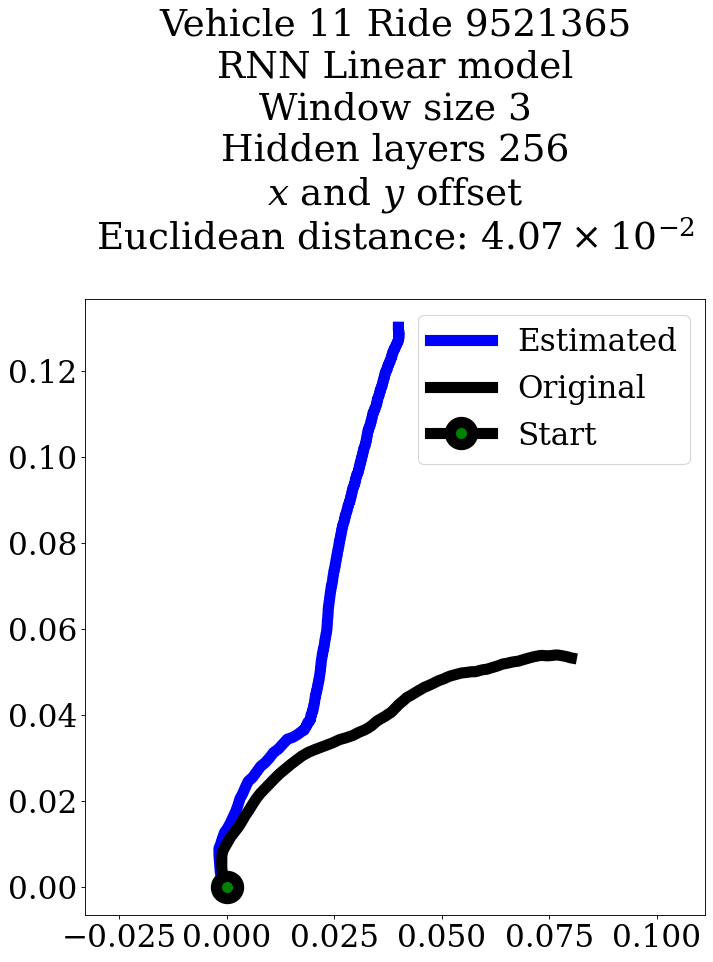 Vehicle 11 Ride 9521365
RNN Linear model
Window size 3
Hidden layers 256
x and y offset
Euclidean distance: 4.07 × 10⁻²
Estimated
Original
Start
0.12
0.10
0.08
0.06
0.04
0.02
0.00
−0.025 0.000 0.025 0.050 0.075 0.100